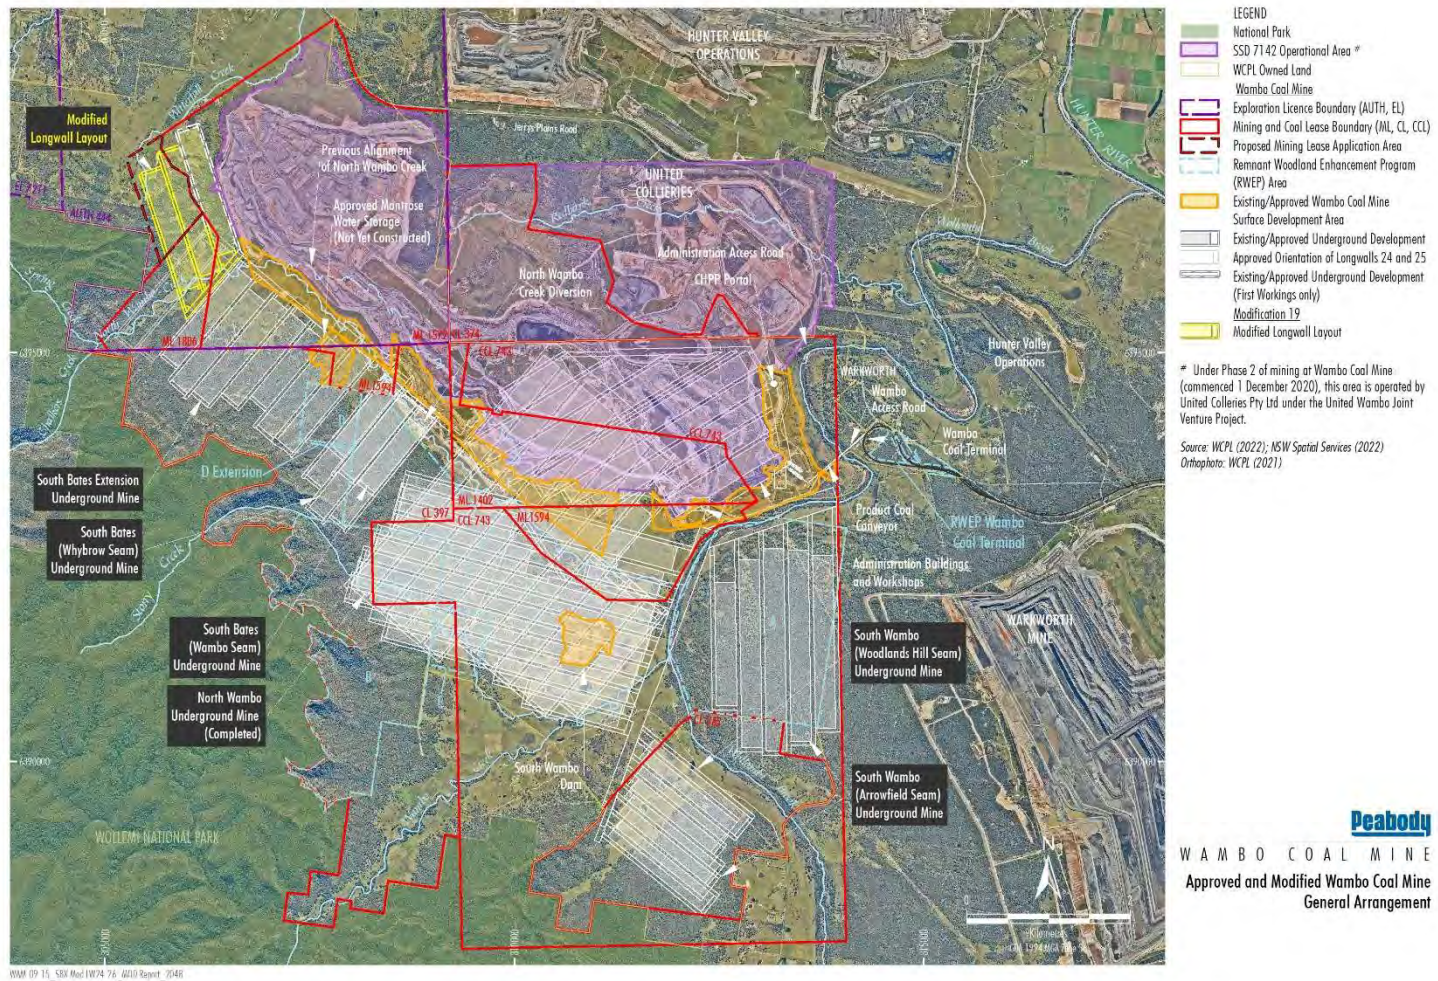 HUNTER VALLEY
OPERATIONS
Creek
Modified
Longwall Layout
Jerrys Plains Road
HUNTER RIVER
Previous Alignment
of North Wambo Creek
UNITED
COLLIERIES
Approved Montrose
Water Storage
(Not Yet Constructed)
Administration Access Road
CHPP Portal
North Wambo
Creek Diversion
Hunter Valley
Operations
ML 1806
CCL 743
6395000
ML 1594
WARKWORTH
Wambo
Access Road
CCL 743
Wambo
Coal Terminal
D Extension
South Bates Extension
Underground Mine
ML 1402
CL 397
CCL 743
ML1594
Product Coal
Conveyor
RWEP Wambo
Coal Terminal
South Bates
(Whybrow Seam)
Underground Mine
Administration Buildings
and Workshops
Stony
Creek
WARKWORTH
MINE
South Bates
(Wambo Seam)
Underground Mine
South Wambo
(Woodlands Hill Seam)
Underground Mine
North Wambo
Underground Mine
(Completed)
6390000
South Wambo
Dam
South Wambo
(Arrowfield Seam)
Underground Mine
WOLLEMI NATIONAL PARK
N
0
LEGEND
National Park
SSD 7142 Operational Area #
WCPL Owned Land
Wambo Coal Mine
Exploration Licence Boundary (AUTH, EL)
Mining and Coal Lease Boundary (ML, CL, CCL)
Proposed Mining Lease Application Area
Remnant Woodland Enhancement Program
(RWEP) Area
Existing/Approved Wambo Coal Mine
Surface Development Area
Existing/Approved Underground Development
Approved Orientation of Longwalls 24 and 25
Existing/Approved Underground Development
(First Workings only)
Modification 19
Modified Longwall Layout
# Under Phase 2 of mining at Wambo Coal Mine
(commenced 1 December 2020), this area is operated by
United Colleries Pty Ltd under the United Wambo Joint
Venture Project.
Source: WCPL (2022); NSW Spatial Services (2022)
Orthophoto: WCPL (2021)
Peabody
WAMBO COAL MINE
Approved and Modified Wambo Coal Mine
General Arrangement